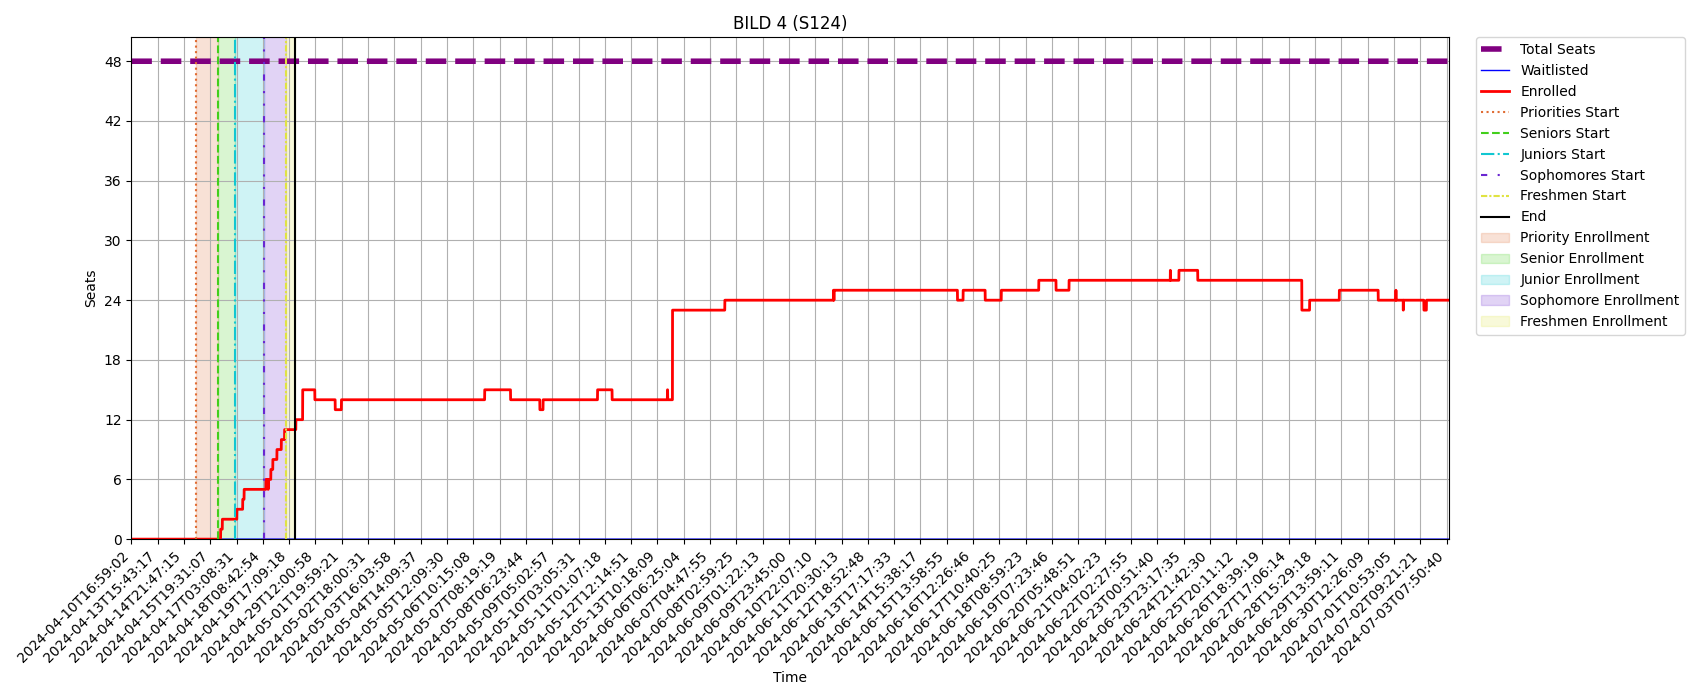 BILD 4 (S124)
Total Seats
Waitlisted
Enrolled
Priorities Start
Seniors Start
Juniors Start
Sophomores Start
Freshmen Start
End
Priority Enrollment
Senior Enrollment
Junior Enrollment
Sophomore Enrollment
Freshmen Enrollment
Seats
48
42
36
30
24
18
12
6
0
2024-04-10T16:59:02
2024-04-13T15:43:17
2024-04-14T21:47:15
2024-04-15T19:31:07
2024-04-17T03:08:31
2024-04-18T08:42:54
2024-04-19T17:09:18
2024-04-29T12:00:58
2024-05-01T19:59:21
2024-05-02T18:00:31
2024-05-03T16:03:58
2024-05-04T14:09:37
2024-05-05T12:09:30
2024-05-06T10:15:08
2024-05-07T08:19:19
2024-05-08T06:23:44
2024-05-09T05:02:57
2024-05-10T03:05:31
2024-05-11T01:07:18
2024-05-12T12:14:51
2024-05-13T10:18:09
2024-06-06T06:25:04
2024-06-07T04:47:55
2024-06-08T02:59:25
2024-06-09T01:22:13
2024-06-09T23:45:00
2024-06-10T22:07:10
2024-06-11T20:30:13
2024-06-12T18:52:48
2024-06-13T17:17:33
2024-06-14T15:38:17
2024-06-15T13:58:55
2024-06-16T12:26:46
2024-06-17T10:40:25
2024-06-18T08:59:23
2024-06-19T07:23:46
2024-06-20T05:48:51
2024-06-21T04:02:23
2024-06-22T02:27:55
2024-06-23T00:51:40
2024-06-23T23:17:35
2024-06-24T21:42:30
2024-06-25T20:11:12
2024-06-26T18:39:19
2024-06-27T17:06:14
2024-06-28T15:29:18
2024-06-29T13:59:11
2024-06-30T12:26:09
2024-07-01T10:53:05
2024-07-02T09:21:21
2024-07-03T07:50:40
Time